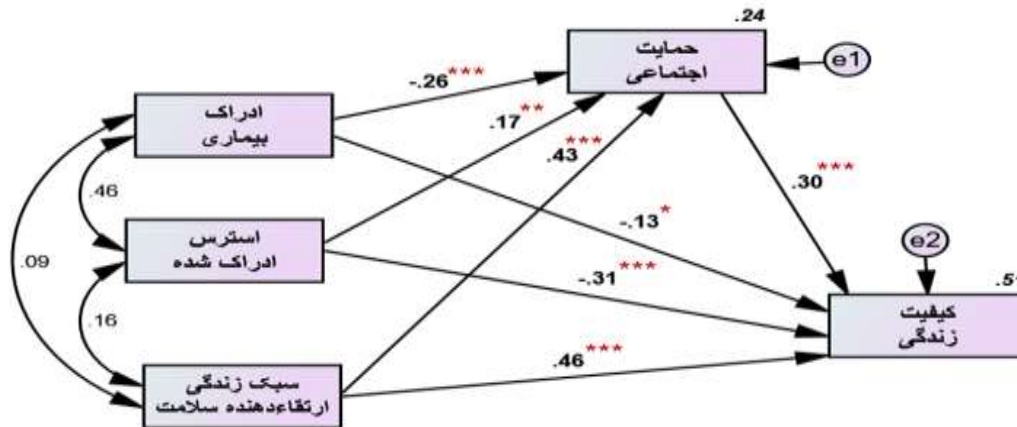 .24
حمایت
اجتماعی
e1
-.26***
ادراک
بیماری
.17**
.43***
.46
.30***
-.13*
استرس
ادراک شده
e2
.09
-.31***
.51
کیفیت
زندگی
.16
.46***
سبک زندگی
ارتقاءدهنده سلامت